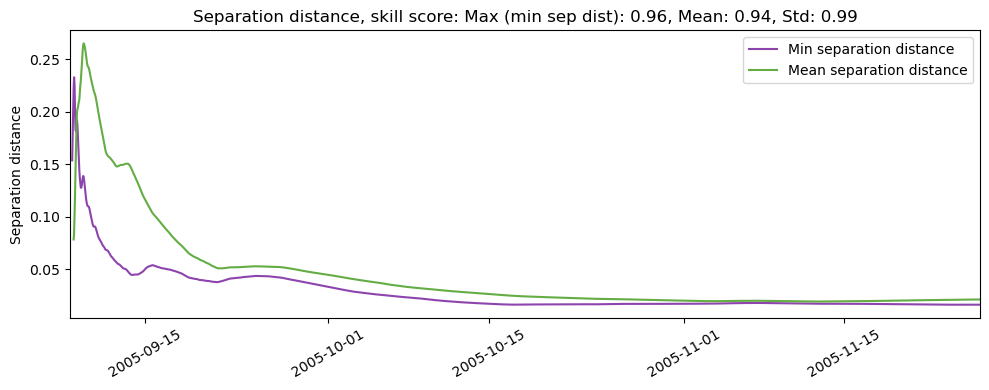 Separation distance, skill score: Max (min sep dist): 0.96, Mean: 0.94, Std: 0.99
Min separation distance
Mean separation distance
Separation distance
0.25
0.20
0.15
0.10
0.05
2005-09-15
2005-10-01
2005-10-15
2005-11-01
2005-11-15